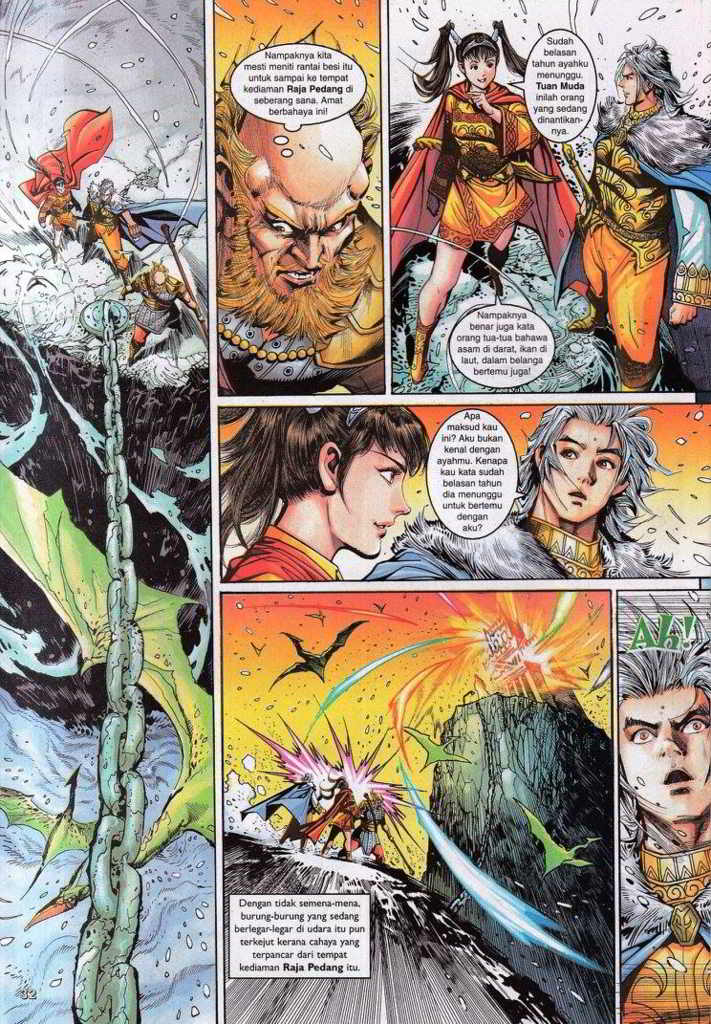 Nampaknya kita
mesti meniti rantai besi itu
untuk sampai ke tempat
kediaman Raja Pedang di
seberang sana. Amat
berbahaya ini!
Sudah
belasan
tahun ayahku
menunggu.
Tuan Muda
inilah orang
yang sedang
dinantikan-
nya.
Nampaknya
benar juga kata
orang tua-tua bahawa
asam di darat, ikan di
laut, dalam belanga
bertemu juga!
Apa
maksud kau
ini? Aku bukan
kenal dengan
ayahmu. Kenapa
kau kata sudah
belasan tahun
dia menunggu
untuk bertemu
dengan
aku?
Ah!
Dengan tidak semena-mena,
burung-burung yang sedang
berlegar-legar di udara itu pun
terkejut kerana cahaya yang
terpancar dari tempat
kediaman Raja Pedang itu.
32